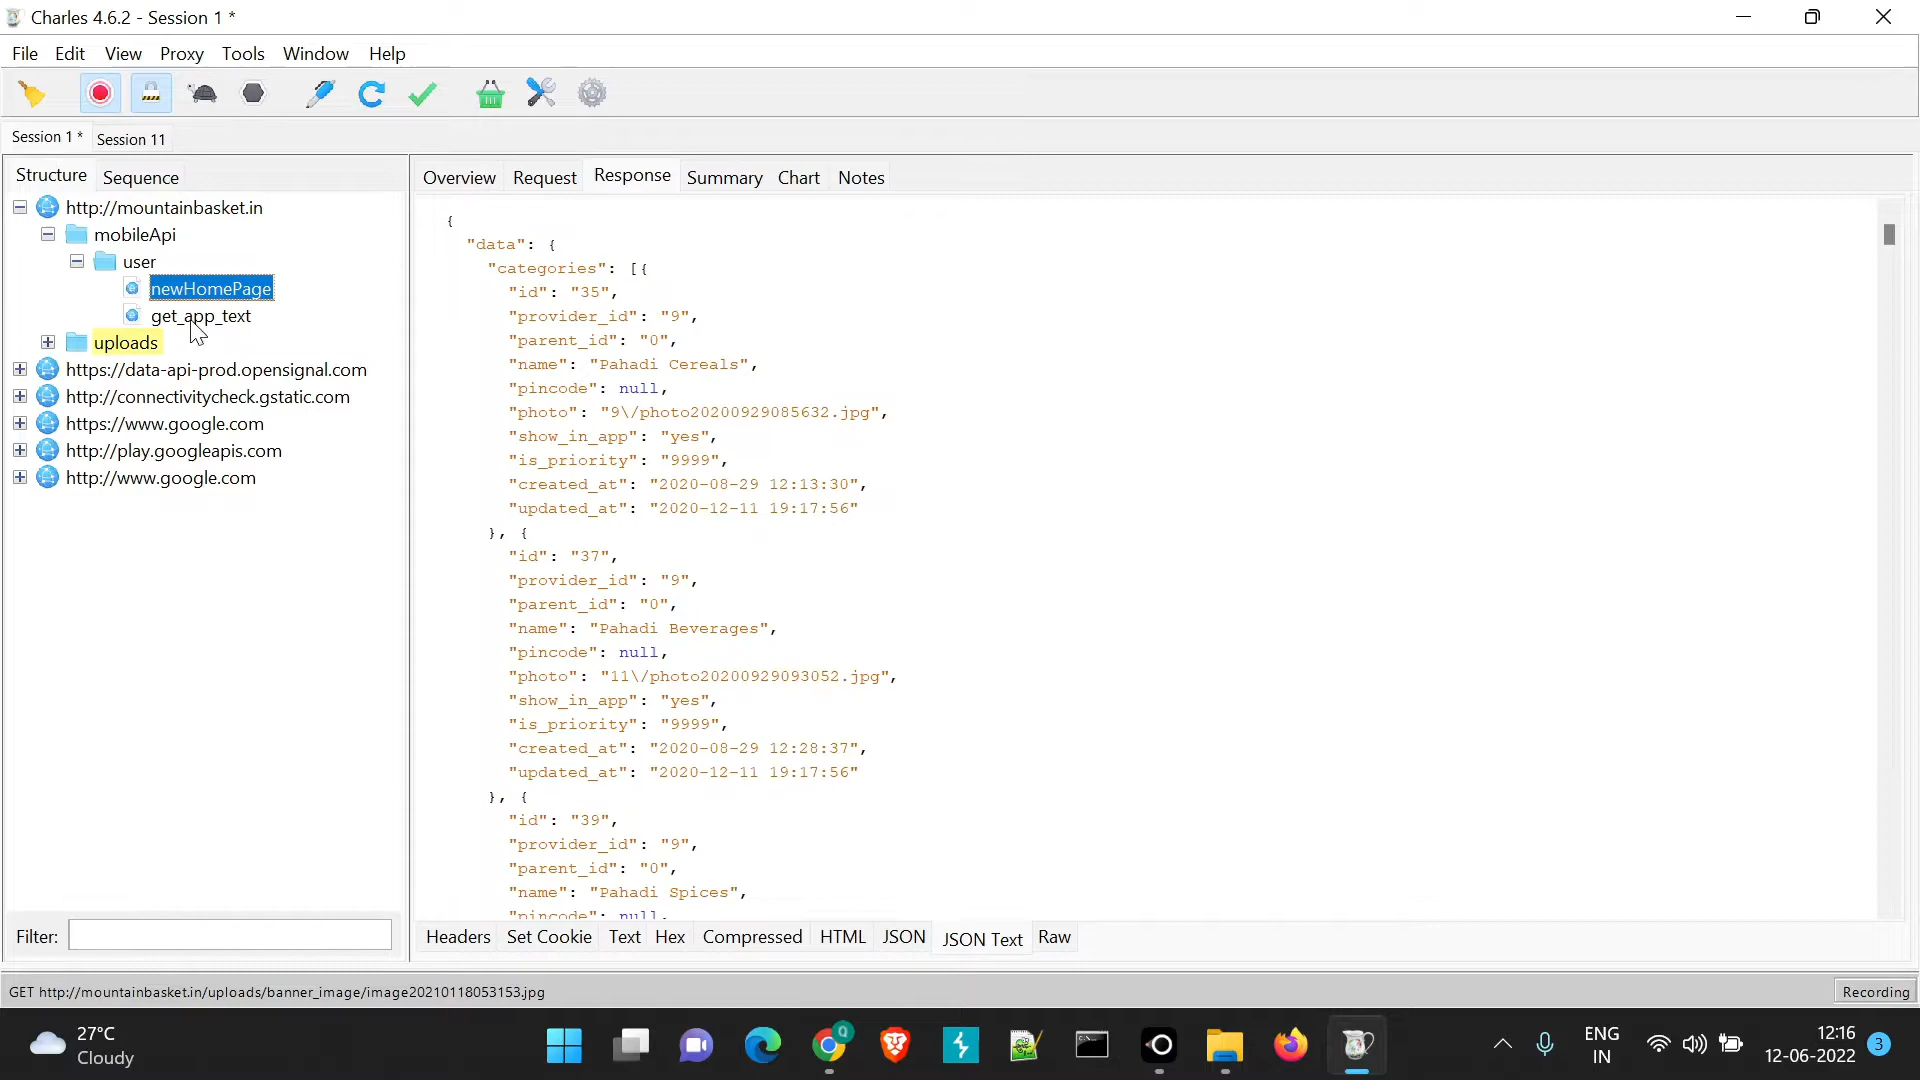 Charles 4.6.2 - Session 1 *
File Edit View Proxy Tools Window Help
Session 1 * Session 11
Structure Sequence
http://mountainbasket.in
mobileApi
user
newHomePage
get_app_text
uploads
https://data-api-prod.opensignal.com
http://connectivitycheck.gstatic.com
https://www.google.com
http://play.googleapis.com
http://www.google.com
Filter:
Overview Request Response Summary Chart Notes
{
"data": {
"categories": [{
"id": "35",
"provider_id": "9",
"parent_id": "0",
"name": "Pahadi Cereals",
"pincode": null,
"photo": "9\/photo20200929085632.jpg",
"show_in_app": "yes",
"is_priority": "9999",
"created_at": "2020-08-29 12:13:30",
"updated_at": "2020-12-11 19:17:56"
}, {
"id": "37",
"provider_id": "9",
"parent_id": "0",
"name": "Pahadi Beverages",
"pincode": null,
"photo": "11\/photo20200929093052.jpg",
"show_in_app": "yes",
"is_priority": "9999",
"created_at": "2020-08-29 12:28:37",
"updated_at": "2020-12-11 19:17:56"
}, {
"id": "39",
"provider_id": "9",
"parent_id": "0",
"name": "Pahadi Spices",
"pincode": null,
Headers Set Cookie Text Hex Compressed HTML JSON JSON Text Raw
GET http://mountainbasket.in/uploads/banner_image/image20210118053153.jpg
Recording
27°C
Cloudy
Q
ENG
IN
12:16
12-06-2022
3